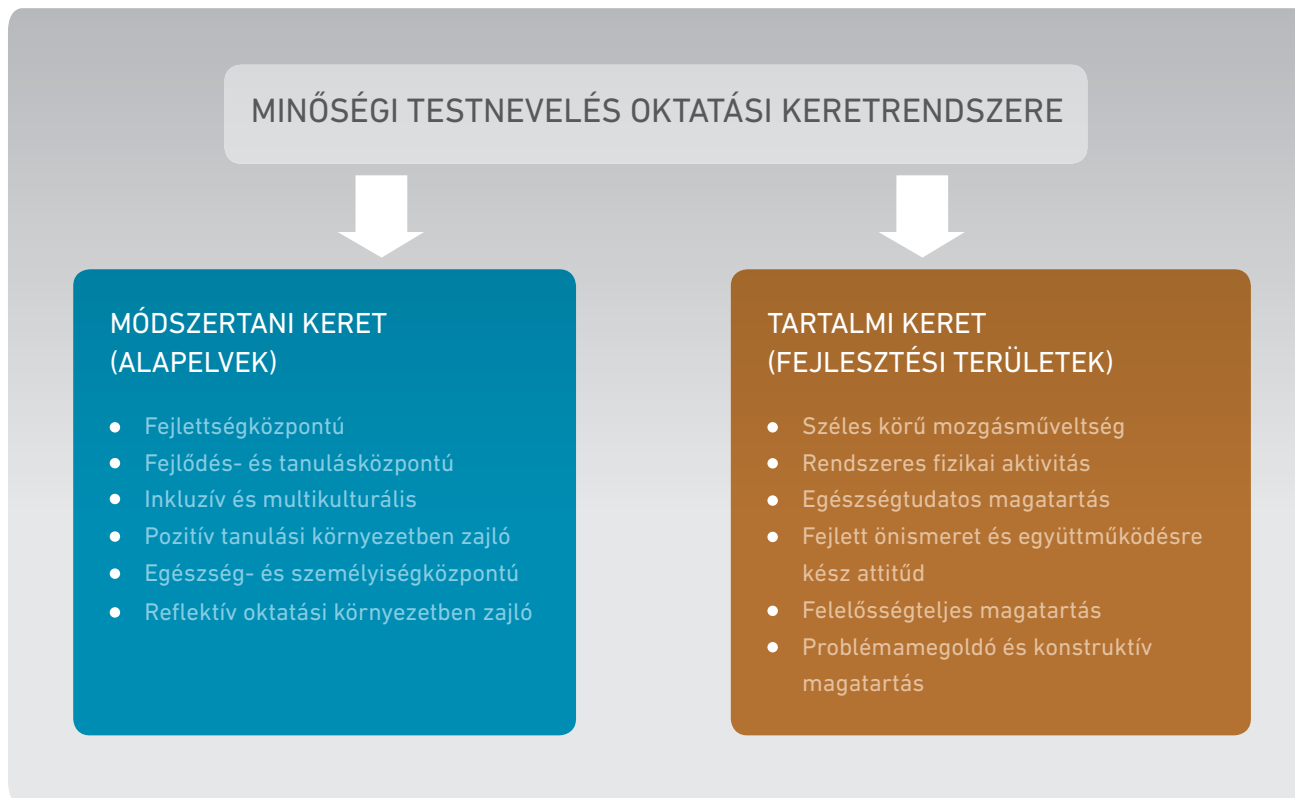 MINŐSÉGI TESTNEVELÉS OKTATÁSI KERETRENDSZERE
MÓDSZERTANI KERET
(ALAPELVEK)
• Fejlettségközpontú
• Fejlődés- és tanulásközpontú
• Inkluzív és multikulturális
• Pozitív tanulási környezetben zajló
• Egészség- és személyiségközpontú
• Reflektív oktatási környezetben zajló
TARTALMI KERET
(FEJLESZTÉSI TERÜLETEK)
• Széles körű mozgásműveltség
• Rendszeres fizikai aktivitás
• Egészségtudatos magatartás
• Fejlett önismeret és együttműködésre
kész attitűd
• Felelősségteljes magatartás
• Problémamegoldó és konstruktív
magatartás